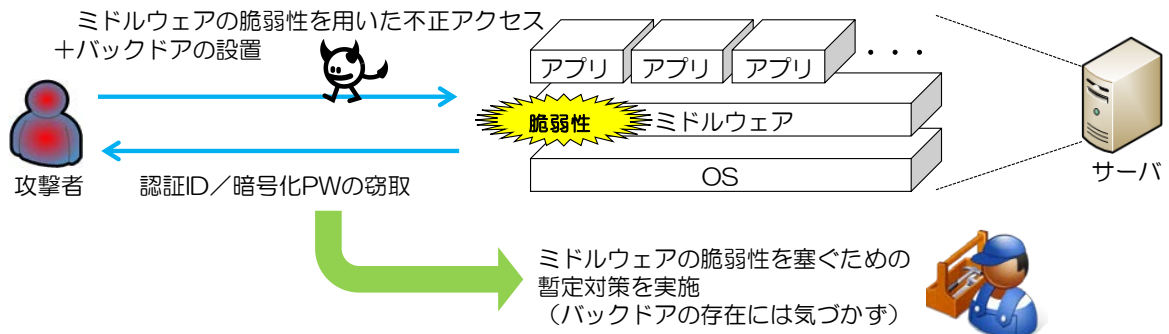 ミドルウェアの脆弱性を用いた不正アクセス
＋バックドアの設置
アプリ アプリ アプリ ・・・
脆弱性 ミドルウェア
OS
サーバ
攻撃者
認証ID／暗号化PWの窃取
ミドルウェアの脆弱性を塞ぐための
暫定対策を実施
（バックドアの存在には気づかず）